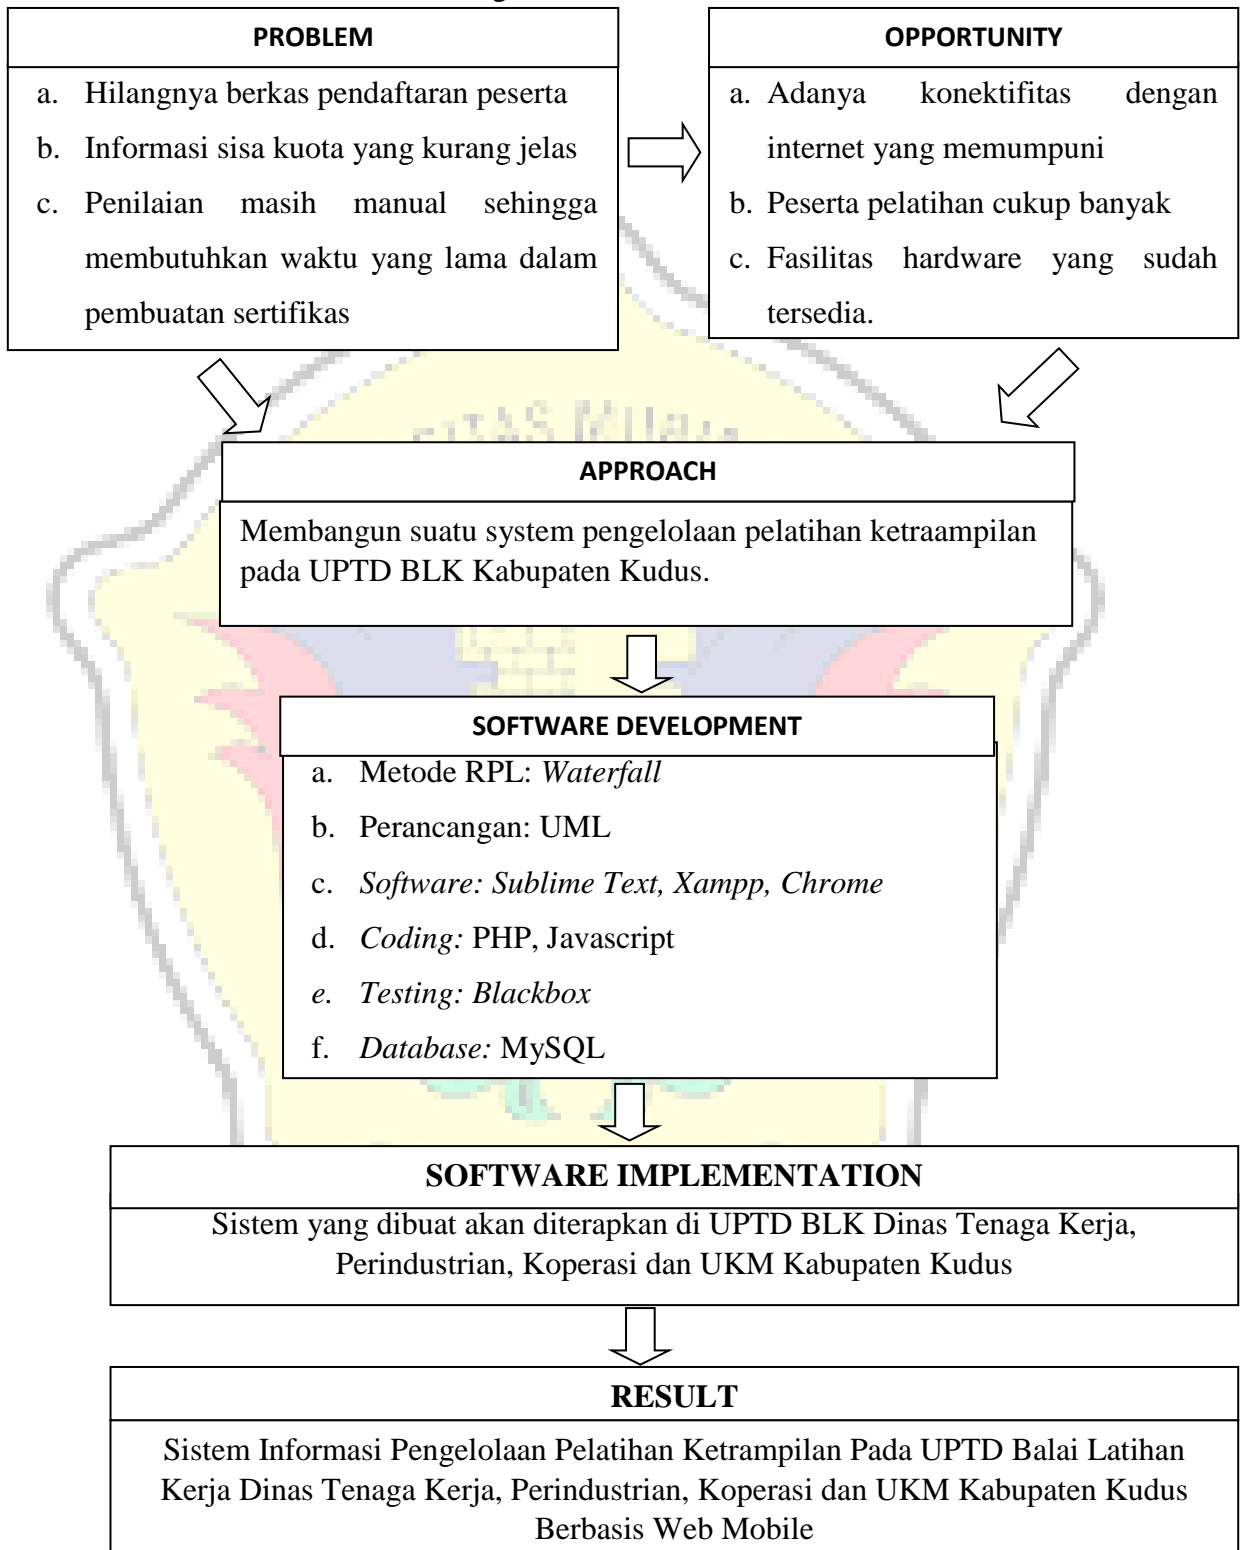 PROBLEM
a. Hilangnya berkas pendaftaran peserta
b. Informasi sisa kuota yang kurang jelas
c. Penilaian masih manual sehingga
membutuhkan waktu yang lama dalam
pembuatan sertifikas
OPPORTUNITY
a. Adanya konektifitas dengan
internet yang memumpuni
b. Peserta pelatihan cukup banyak
c. Fasilitas hardware yang sudah
tersedia.
APPROACH
Membangun suatu system pengelolaan pelatihan ketraampilan
pada UPTD BLK Kabupaten Kudus.
SOFTWARE DEVELOPMENT
a. Metode RPL: Waterfall
b. Perancangan: UML
c. Software: Sublime Text, Xampp, Chrome
d. Coding: PHP, Javascript
e. Testing: Blackbox
f. Database: MySQL
SOFTWARE IMPLEMENTATION
Sistem yang dibuat akan diterapkan di UPTD BLK Dinas Tenaga Kerja,
Perindustrian, Koperasi dan UKM Kabupaten Kudus
RESULT
Sistem Informasi Pengelolaan Pelatihan Ketrampilan Pada UPTD Balai Latihan
Kerja Dinas Tenaga Kerja, Perindustrian, Koperasi dan UKM Kabupaten Kudus
Berbasis Web Mobile